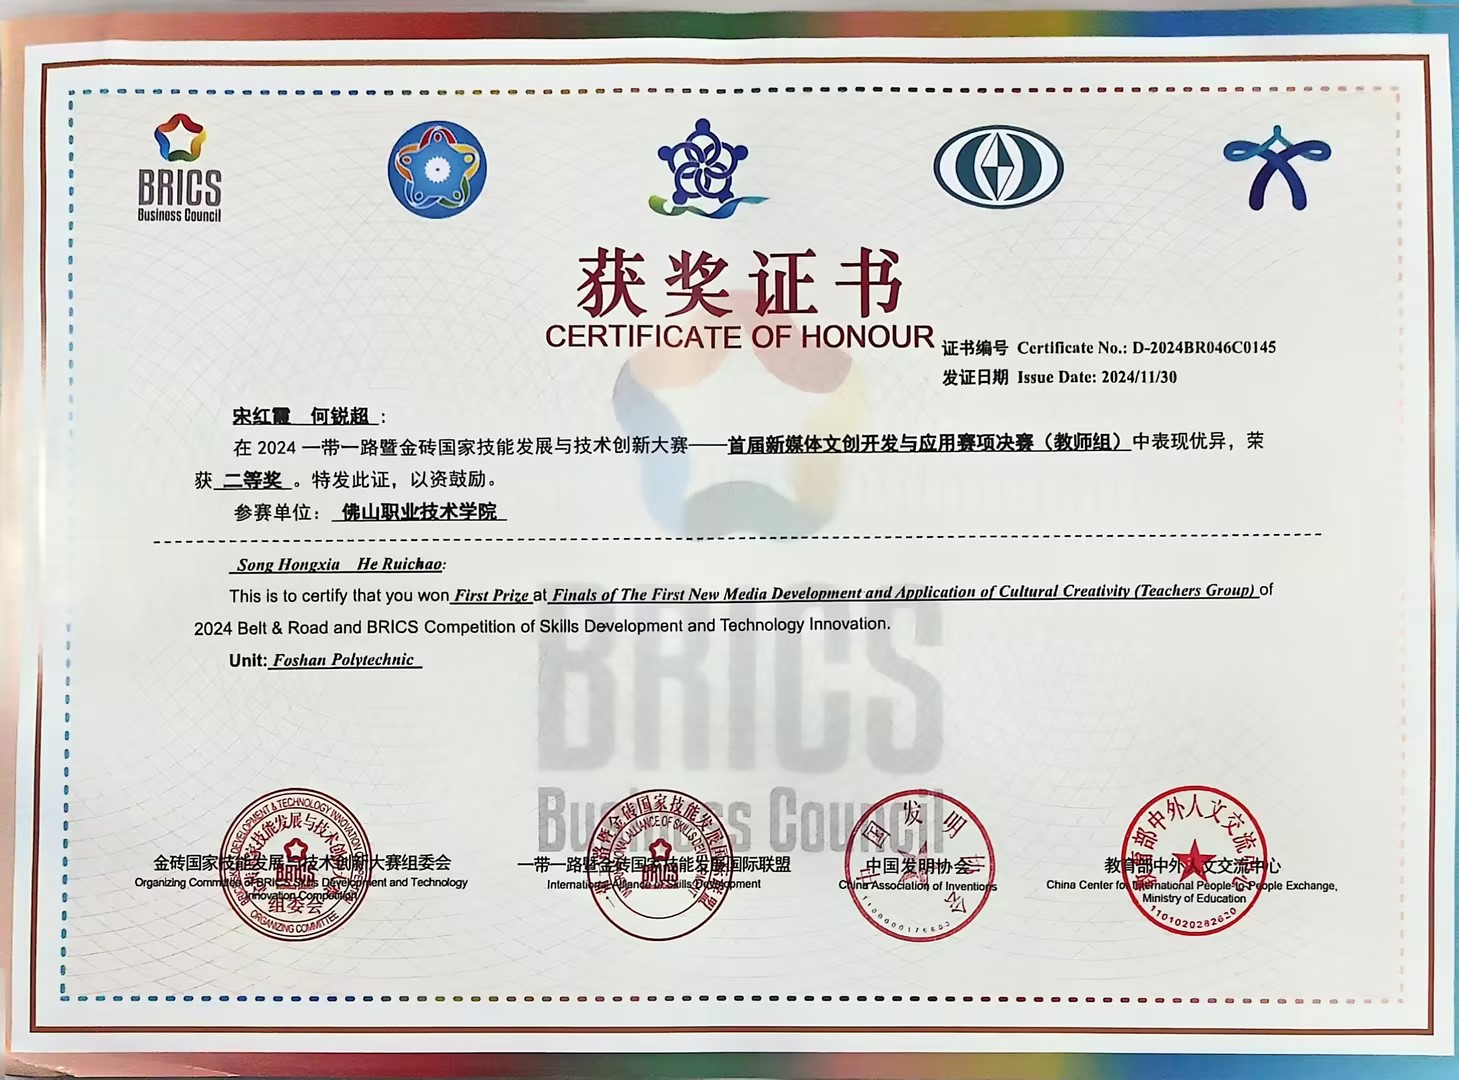 BRICS
Business Council
获奖证书
CERTIFICATE OF HONOUR
证书编号 Certificate No.: D-2024BR046C0145
发证日期 Issue Date: 2024/11/30
宋红霞 何锐超 :
在 2024 一带一路暨金砖国家技能发展与技术创新大赛——首届新媒体文创开发与应用赛项决赛（教师组）中表现优异，荣
获 二等奖 。特发此证，以资鼓励。
参赛单位： 佛山职业技术学院
Song Hongxia He Ruichao:
This is to certify that you won First Prize at Finals of The First New Media Development and Application of Cultural Creativity (Teachers Group) of
2024 Belt & Road and BRICS Competition of Skills Development and Technology Innovation.
Unit: Foshan Polytechnic
BRICS
Business Council
金砖国家技能发展与技术创新大赛组委会
Organizing Committee of BRICS Skills Development and Technology
Innovation Competition
组委会
ORGANIZING COMMITTEE
一带一路暨金砖国家技能发展国际联盟
International Alliance of Skills Development
BRICS
中国发明协会
China Association of Inventions
教育部中外人文交流中心
China Center for International People-to-People Exchange,
Ministry of Education
1101020282620